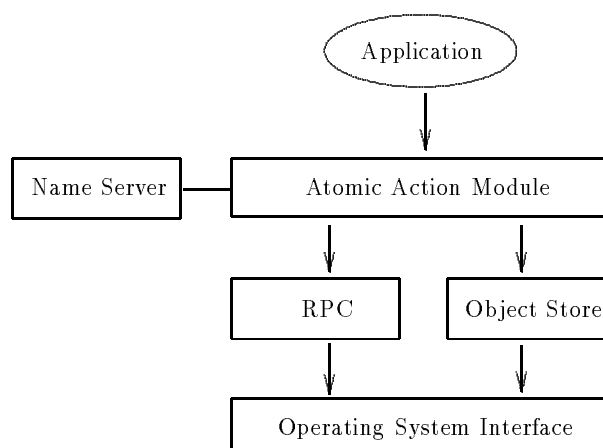 Application
Name Server
Atomic Action Module
RPC
Object Store
Operating System Interface